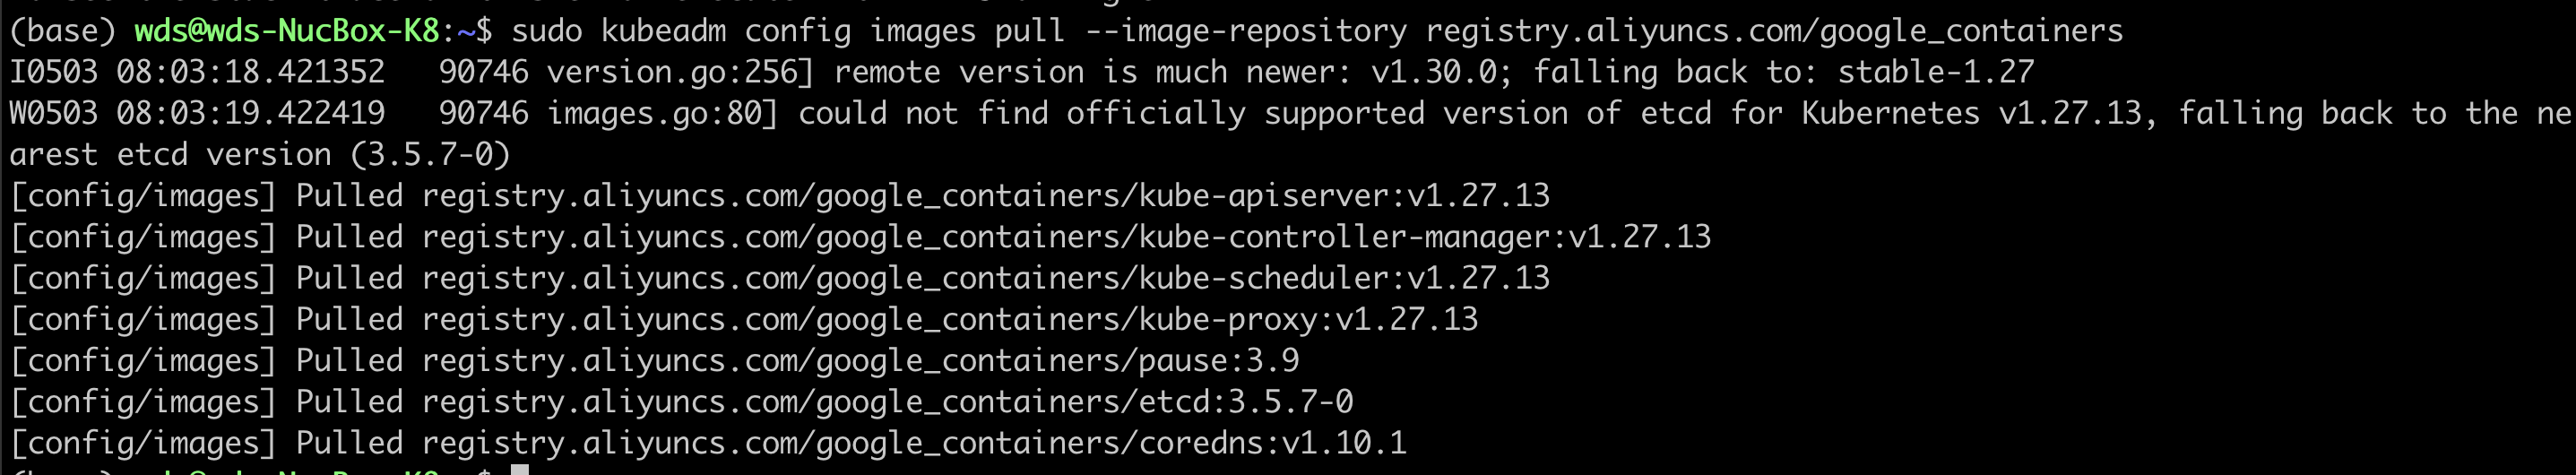 (base) wds@wds-NucBox-K8:~$ sudo kubeadm config images pull --image-repository registry.aliyuncs.com/google_containers
I0503 08:03:18.421352   90746 version.go:256] remote version is much newer: v1.30.0; falling back to: stable-1.27
W0503 08:03:19.422419   90746 images.go:80] could not find officially supported version of etcd for Kubernetes v1.27.13, falling back to the ne
arest etcd version (3.5.7-0)
[config/images] Pulled registry.aliyuncs.com/google_containers/kube-apiserver:v1.27.13
[config/images] Pulled registry.aliyuncs.com/google_containers/kube-controller-manager:v1.27.13
[config/images] Pulled registry.aliyuncs.com/google_containers/kube-scheduler:v1.27.13
[config/images] Pulled registry.aliyuncs.com/google_containers/kube-proxy:v1.27.13
[config/images] Pulled registry.aliyuncs.com/google_containers/pause:3.9
[config/images] Pulled registry.aliyuncs.com/google_containers/etcd:3.5.7-0
[config/images] Pulled registry.aliyuncs.com/google_containers/coredns:v1.10.1
(base) wds@wds-NucBox-K8:~$